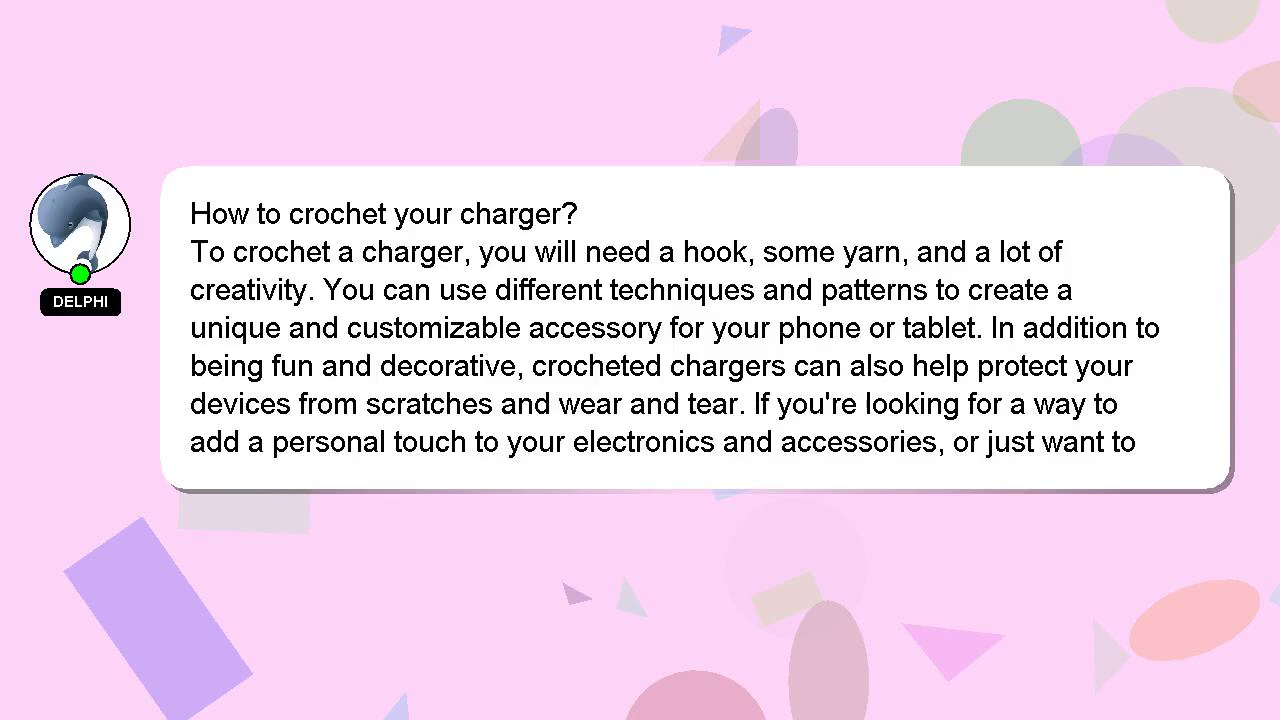 How to crochet your charger?
To crochet a charger, you will need a hook, some yarn, and a lot of
creativity. You can use different techniques and patterns to create a
unique and customizable accessory for your phone or tablet. In addition to
being fun and decorative, crocheted chargers can also help protect your
devices from scratches and wear and tear. If you're looking for a way to
add a personal touch to your electronics and accessories, or just want to
DELPHI